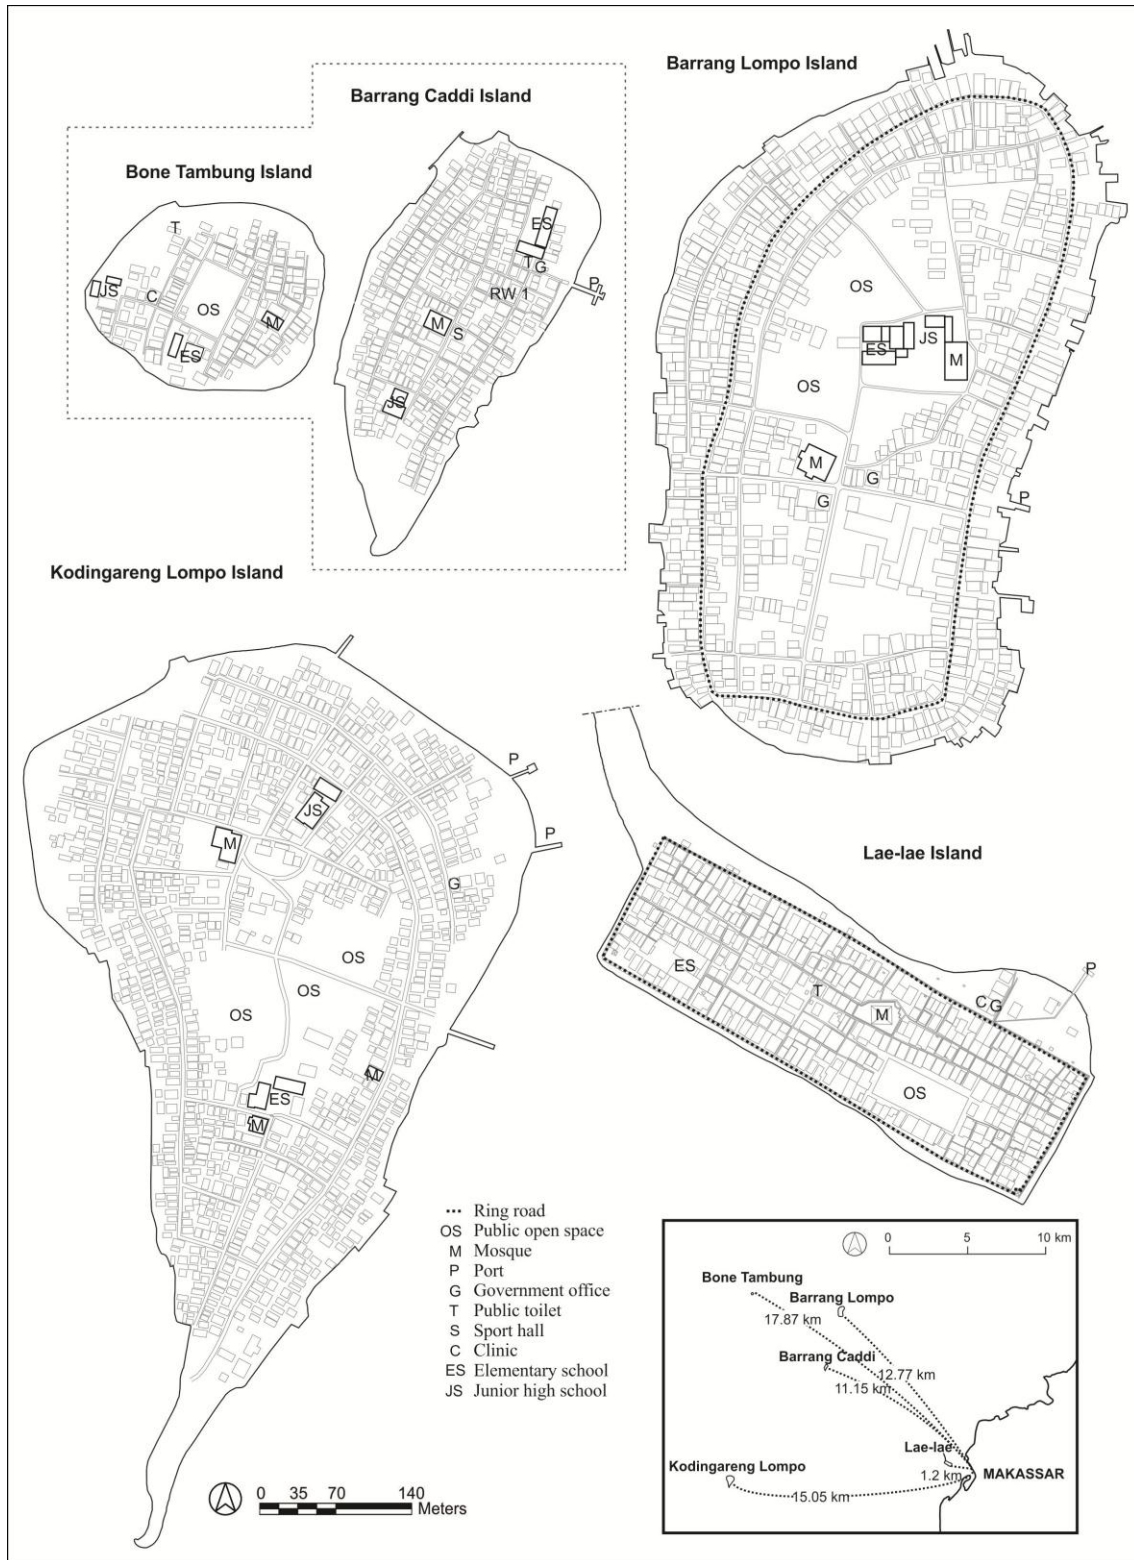 Barrang Lompo Island
Barrang Caddi Island
Bone Tambung Island
T
JS
C
OS
M
ES
ES
T
G
P
RW 1
M
S
JS
OS
ES
JS
M
OS
M
G
G
P
Kodingareng Lompo Island
P
JS
P
M
G
OS
OS
OS
M
ES
M
Lae-lae Island
ES
T
M
C G
P
OS
Ring road
OS Public open space
M Mosque
P Port
G Government office
T Public toilet
S Sport hall
C Clinic
ES Elementary school
JS Junior high school
0 35 70 140
Meters
0 5 10 km
Bone Tambung
Barrang Lompo
17.87 km
Barrang Caddi
12.77 km
11.15 km
Lae-lae
Kodingareng Lompo
1.2 km
MAKASSAR
15.05 km